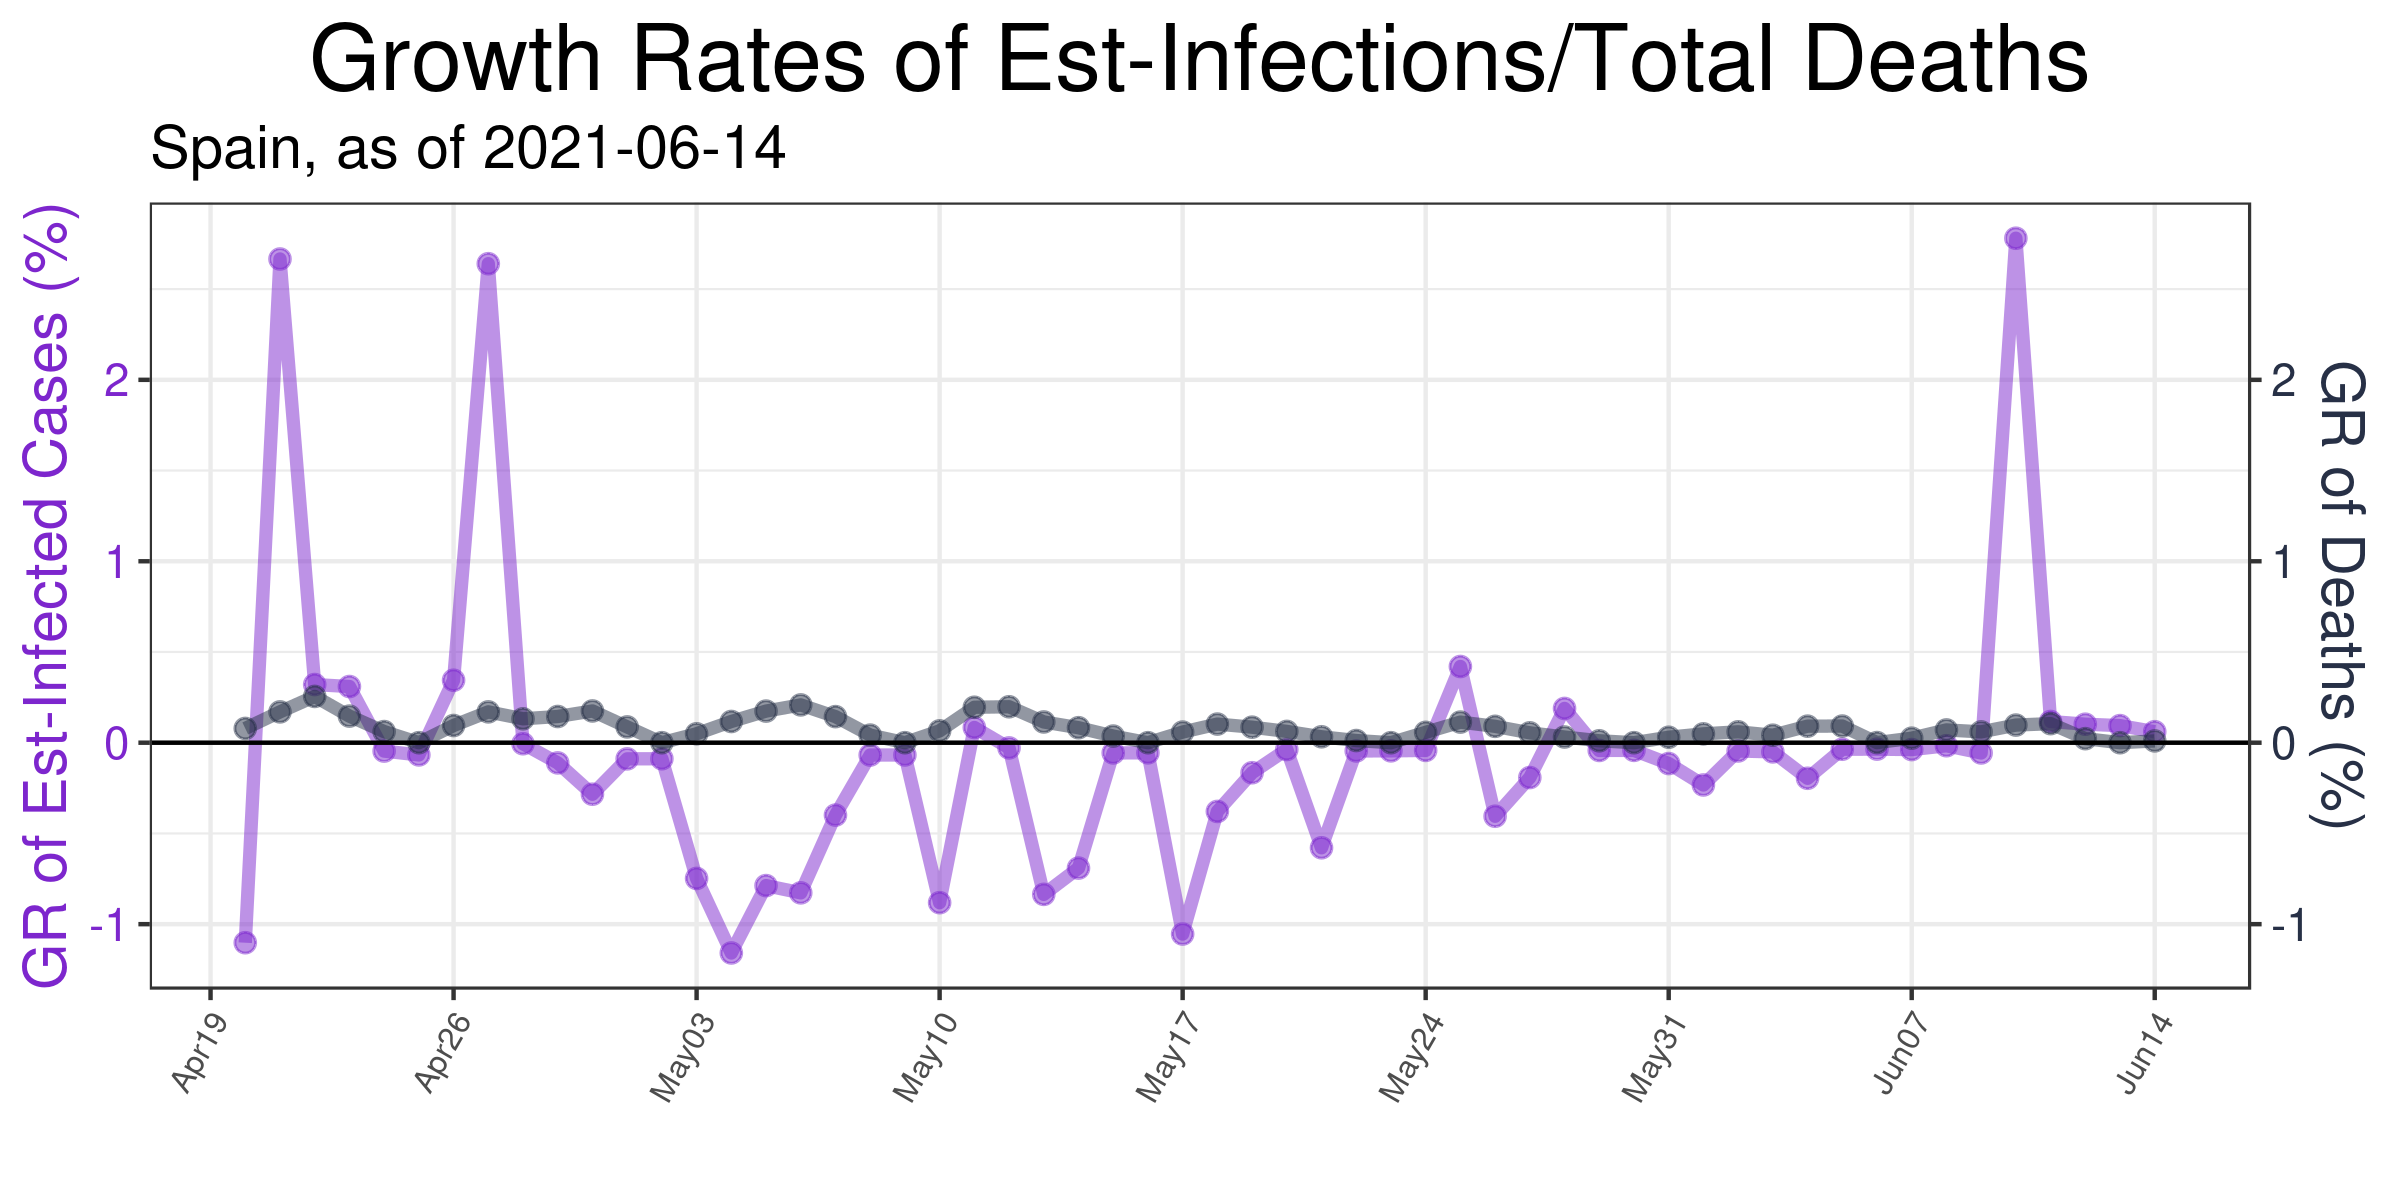 Growth Rates of Est-Infections/Total Deaths
Spain, as of 2021-06-14
GR of Est-Infected Cases (%)
2
1
0
-1
2
1
0
-1
GR of Deaths (%)
Apr19
Apr26
May03
May10
May17
May24
May31
Jun07
Jun14